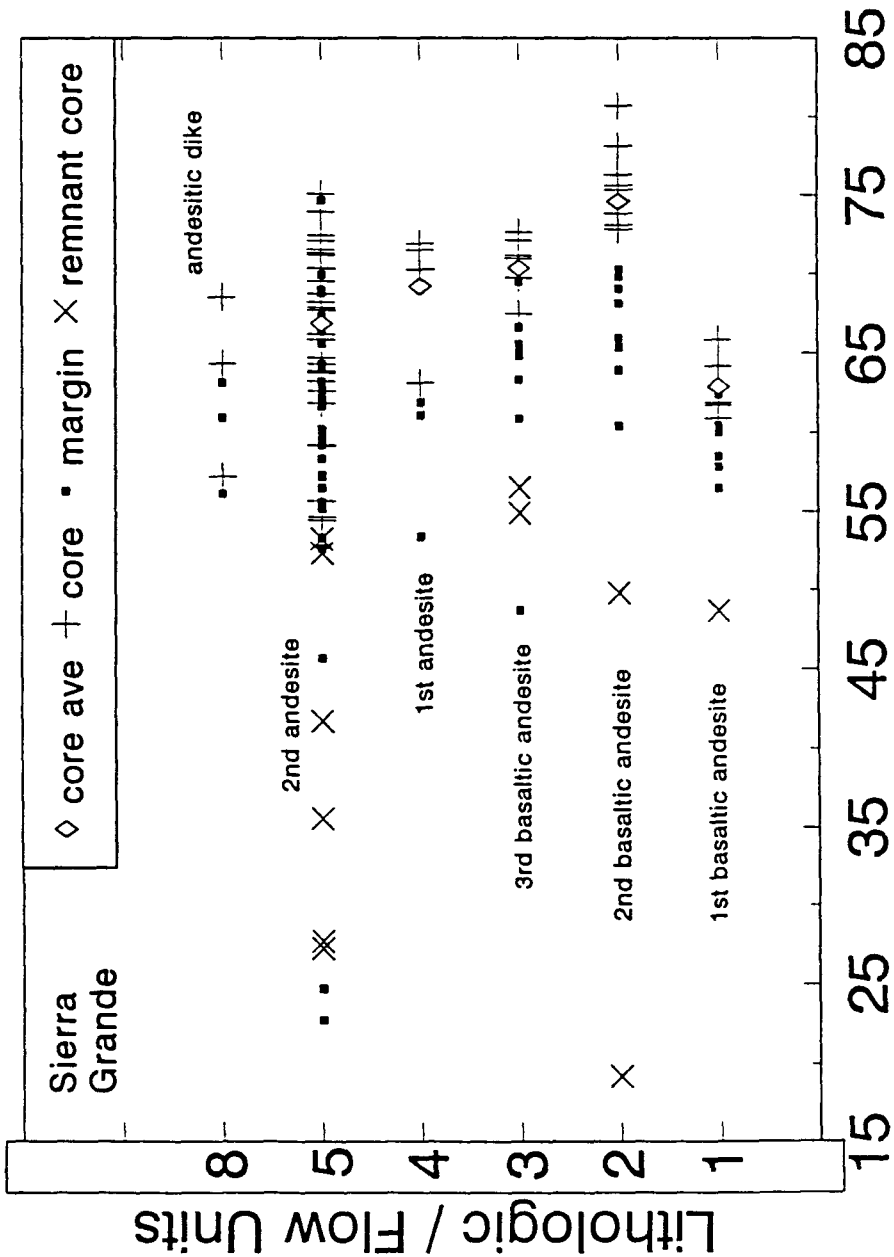 Sierra
Grande
◇ core ave + core ▪ margin × remnant core
andesitic dike
2nd andesite
1st andesite
3rd basaltic andesite
2nd basaltic andesite
1st basaltic andesite
Lithologic / Flow Units
8
5
4
3
2
1
15 25 35 45 55 65 75 85